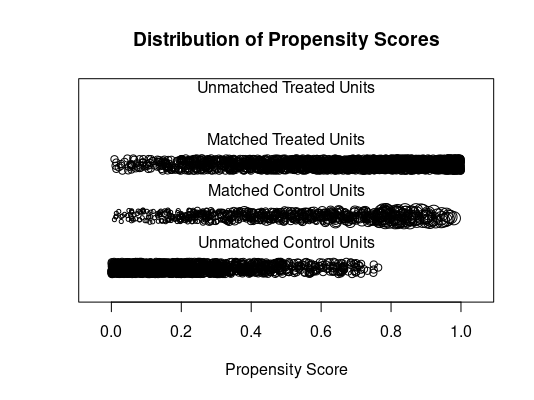 Distribution of Propensity Scores
Unmatched Treated Units
Matched Treated Units
Matched Control Units
Unmatched Control Units
0.0 0.2 0.4 0.6 0.8 1.0
Propensity Score